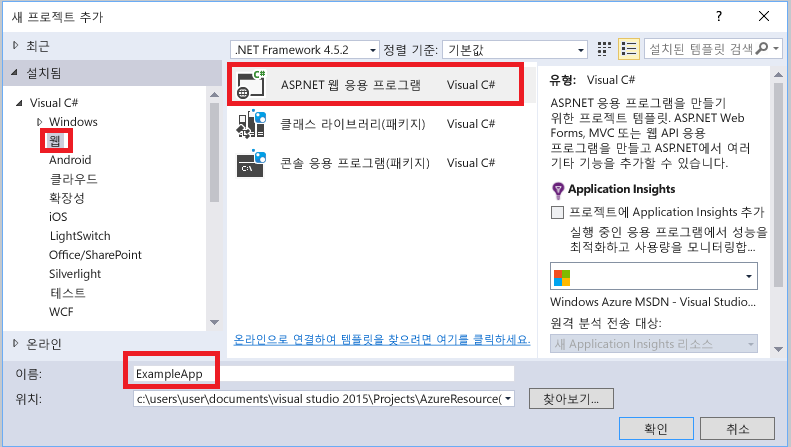 새 프로젝트 추가
?
최근
.NET Framework 4.5.2
정렬 기준:
기본값
설치된 템플릿 검색
설치됨
Visual C#
Windows
웹
Android
클라우드
확장성
iOS
LightSwitch
Office/SharePoint
Silverlight
테스트
WCF
온라인
C#
ASP.NET 웹 응용 프로그램
Visual C#
클래스 라이브러리(패키지)
Visual C#
C:\
콘솔 응용 프로그램(패키지)
Visual C#
온라인으로 연결하여 템플릿을 찾으려면 여기를 클릭하세요.
유형: Visual C#
ASP.NET 응용 프로그램을 만들기
위한 프로젝트 템플릿. ASP.NET Web
Forms, MVC 또는 웹 API 응용
프로그램을 만들고 ASP.NET에서 여러
기타 기능을 추가할 수 있습니다.
Application Insights
프로젝트에 Application Insights 추가
실행 중인 응용 프로그램에서 성능을
최적화하고 사용량을 모니터링합...
Windows Azure MSDN - Visual Studio...
원격 분석 전송 대상:
새 Application Insights 리소스
이름:
ExampleApp
위치:
c:\users\user\documents\visual studio 2015\Projects\AzureResource(
찾아보기...
확인
취소